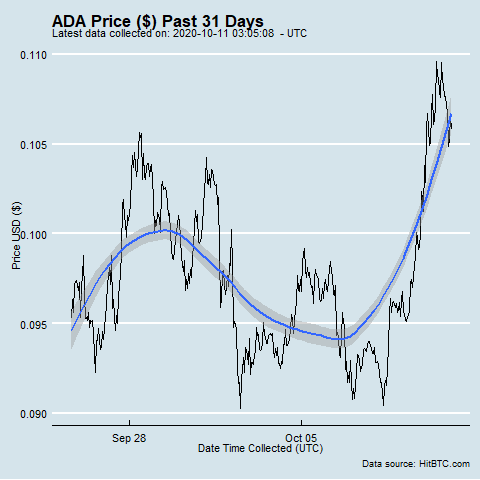 ADA Price ($) Past 31 Days
Latest data collected on: 2020-10-11 03:05:08 - UTC
0.110
0.105
0.100
0.095
0.090
Price USD ($)
Sep 28
Oct 05
Date Time Collected (UTC)
Data source: HitBTC.com